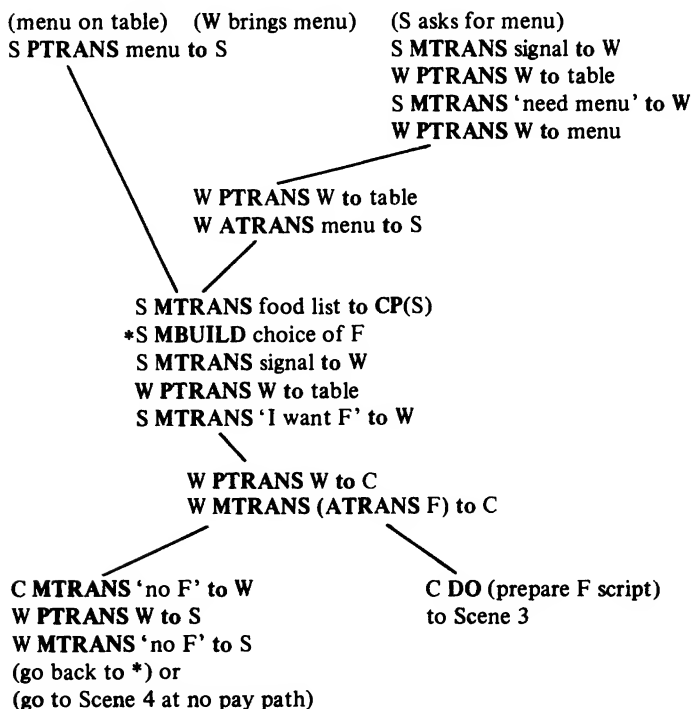 (menu on table) (W brings menu) (S asks for menu)
S PTRANS menu to S
S MTRANS signal to W
W PTRANS W to table
S MTRANS ‘need menu’ to W
W PTRANS W to menu
W PTRANS W to table
W ATRANS menu to S
S MTRANS food list to CP(S)
*S MBUILD choice of F
S MTRANS signal to W
W PTRANS W to table
S MTRANS ‘I want F’ to W
W PTRANS W to C
W MTRANS (ATRANS F) to C
C MTRANS ‘no F’ to W
W PTRANS W to S
W MTRANS ‘no F’ to S
(go back to *) or
(go to Scene 4 at no pay path)
C DO (prepare F script)
to Scene 3